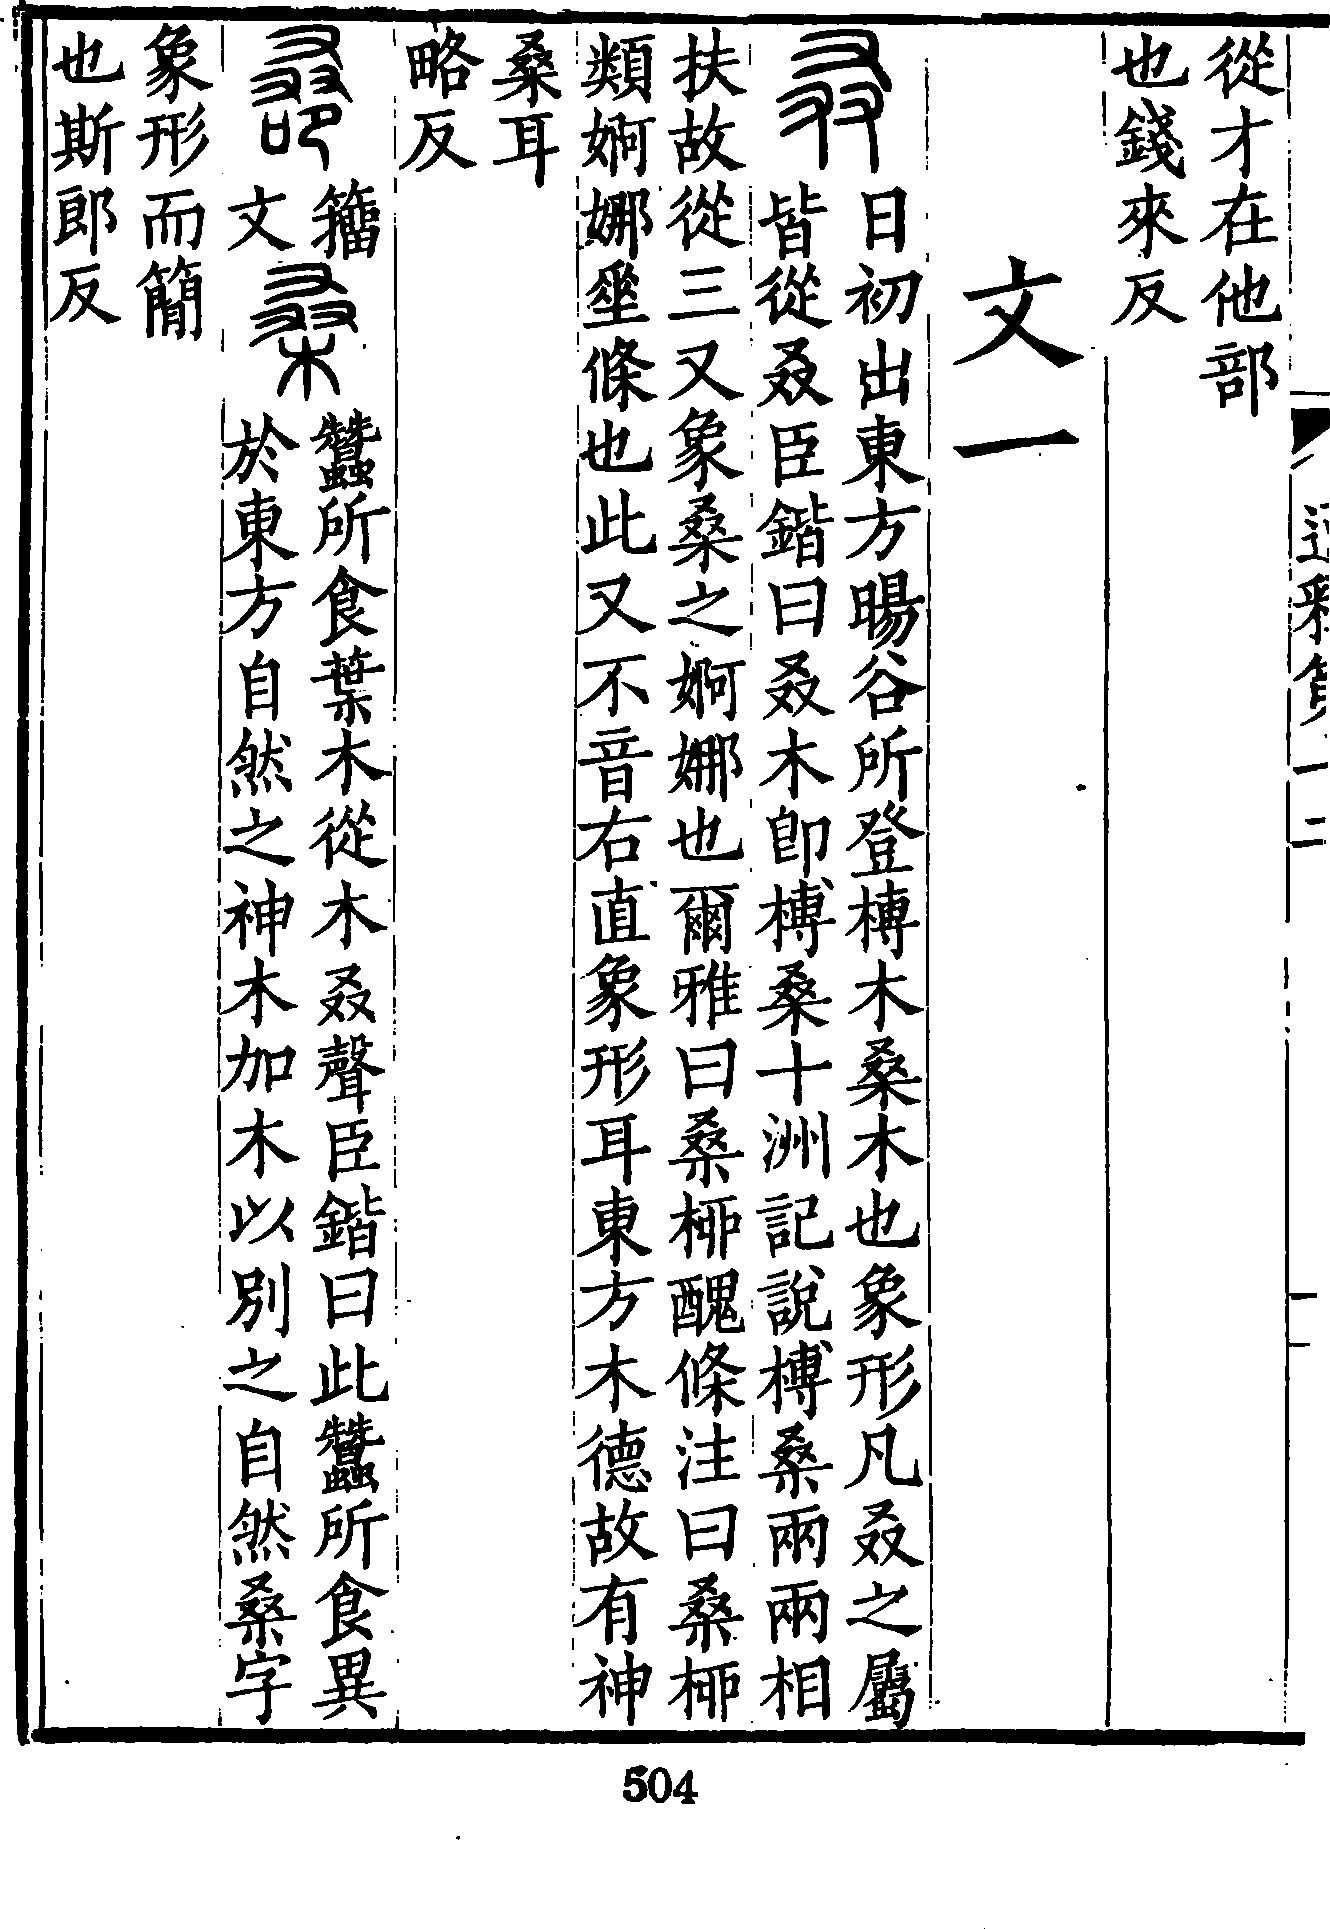 從才在他部
也錢來反
文一
叒
日初出東方暘谷所登榑木桑木也象形凡叒之屬
皆從叒臣鍇曰叒木卽榑桑十洲記說榑桑兩兩相
扶故從三又象桑之婀娜也爾雅曰桑柳醜條注曰桑柳
類婀娜垂條也此又不音右直象形耳東方木德故有神
桑耳
略反
籀
文
蠶所食葉木從木叒聲臣鍇曰此蠶所食異
於東方自然之神木加木以別之自然桑字
象形而簡
也斯郎反
通釋
十二
504